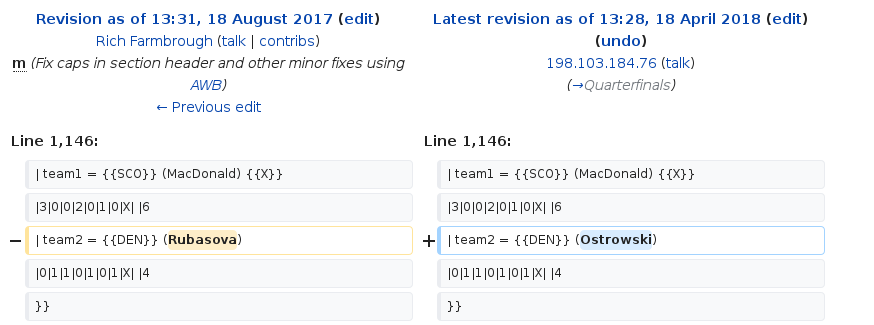 Revision as of 13:31, 18 August 2017 (edit)
Rich Farmbrough (talk | contribs)
m (Fix caps in section header and other minor fixes using
AWB)
← Previous edit
Latest revision as of 13:28, 18 April 2018 (edit)
(undo)
198.103.184.76 (talk)
(→Quarterfinals)
Line 1,146:
Line 1,146:
| team1 = {{SCO}} (MacDonald) {{X}}
| team1 = {{SCO}} (MacDonald) {{X}}
|3|0|0|2|0|1|0|X| |6
|3|0|0|2|0|1|0|X| |6
− | team2 = {{DEN}} (Rubasova)
+ | team2 = {{DEN}} (Ostrowski)
|0|1|1|0|1|0|1|X| |4
|0|1|1|0|1|0|1|X| |4
}}
}}